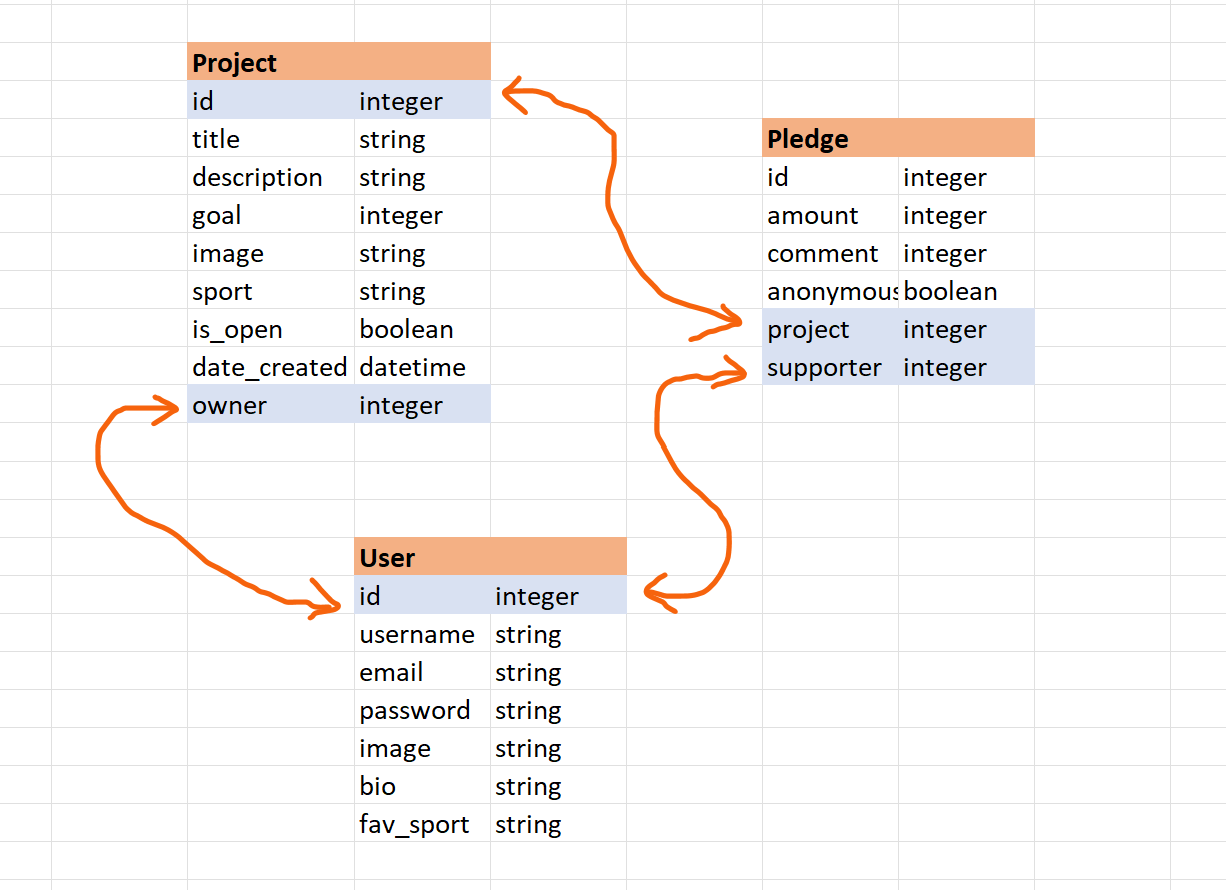 Project
id integer
title string
description string
goal integer
image string
sport string
is_open boolean
date_created datetime
owner integer
Pledge
id integer
amount integer
comment integer
anonymous boolean
project integer
supporter integer
User
id integer
username string
email string
password string
image string
bio string
fav_sport string